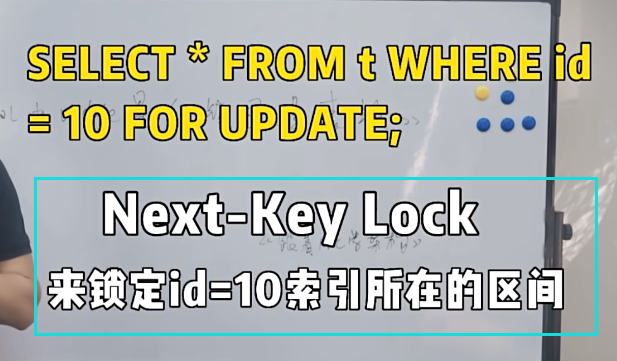 SELECT * FROM t WHERE id
= 10 FOR UPDATE;
Next-Key Lock
来锁定id=10索引所在的区间